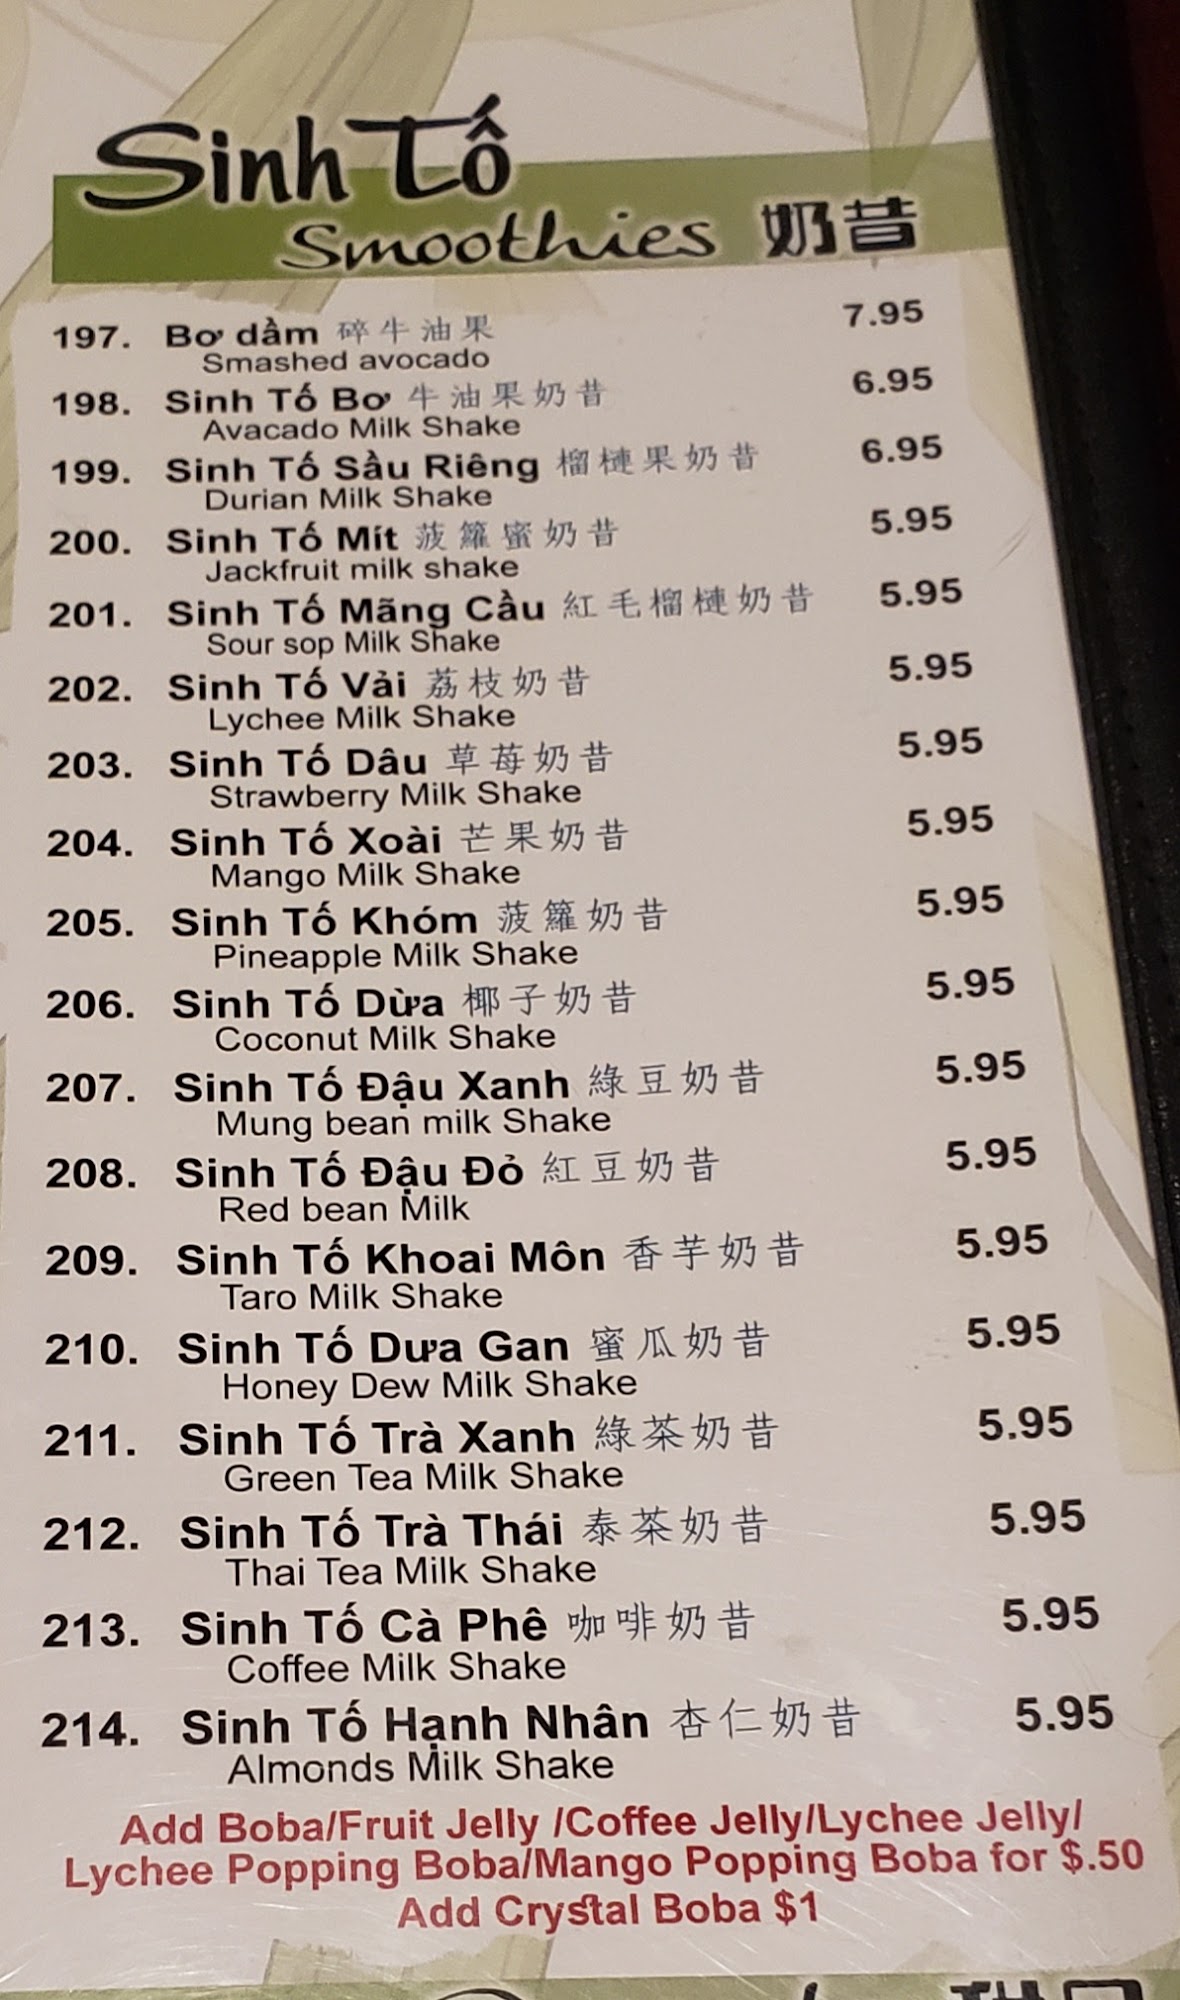 Sinh Tố
Smoothies 奶昔
197. Bơ dầm 碎牛油果 7.95
Smashed avocado
198. Sinh Tố Bơ 牛油果奶昔 6.95
Avacado Milk Shake
199. Sinh Tố Sầu Riêng 榴槤果奶昔 6.95
Durian Milk Shake
200. Sinh Tố Mít 菠籮蜜奶昔 5.95
Jackfruit milk shake
201. Sinh Tố Mãng Cầu 紅毛榴槤奶昔 5.95
Sour sop Milk Shake
202. Sinh Tố Vải 荔枝奶昔 5.95
Lychee Milk Shake
203. Sinh Tố Dâu 草莓奶昔 5.95
Strawberry Milk Shake
204. Sinh Tố Xoài 芒果奶昔 5.95
Mango Milk Shake
205. Sinh Tố Khóm 菠籮奶昔 5.95
Pineapple Milk Shake
206. Sinh Tố Dừa 椰子奶昔 5.95
Coconut Milk Shake
207. Sinh Tố Đậu Xanh 綠豆奶昔 5.95
Mung bean milk Shake
208. Sinh Tố Đậu Đỏ 紅豆奶昔 5.95
Red bean Milk
209. Sinh Tố Khoai Môn 香芋奶昔 5.95
Taro Milk Shake
210. Sinh Tố Dưa Gan 蜜瓜奶昔 5.95
Honey Dew Milk Shake
211. Sinh Tố Trà Xanh 綠茶奶昔 5.95
Green Tea Milk Shake
212. Sinh Tố Trà Thái 泰茶奶昔 5.95
Thai Tea Milk Shake
213. Sinh Tố Cà Phê 咖啡奶昔 5.95
Coffee Milk Shake
214. Sinh Tố Hạnh Nhân 杏仁奶昔 5.95
Almonds Milk Shake
Add Boba/Fruit Jelly /Coffee Jelly/Lychee Jelly/
Lychee Popping Boba/Mango Popping Boba for $.50
Add Crystal Boba $1